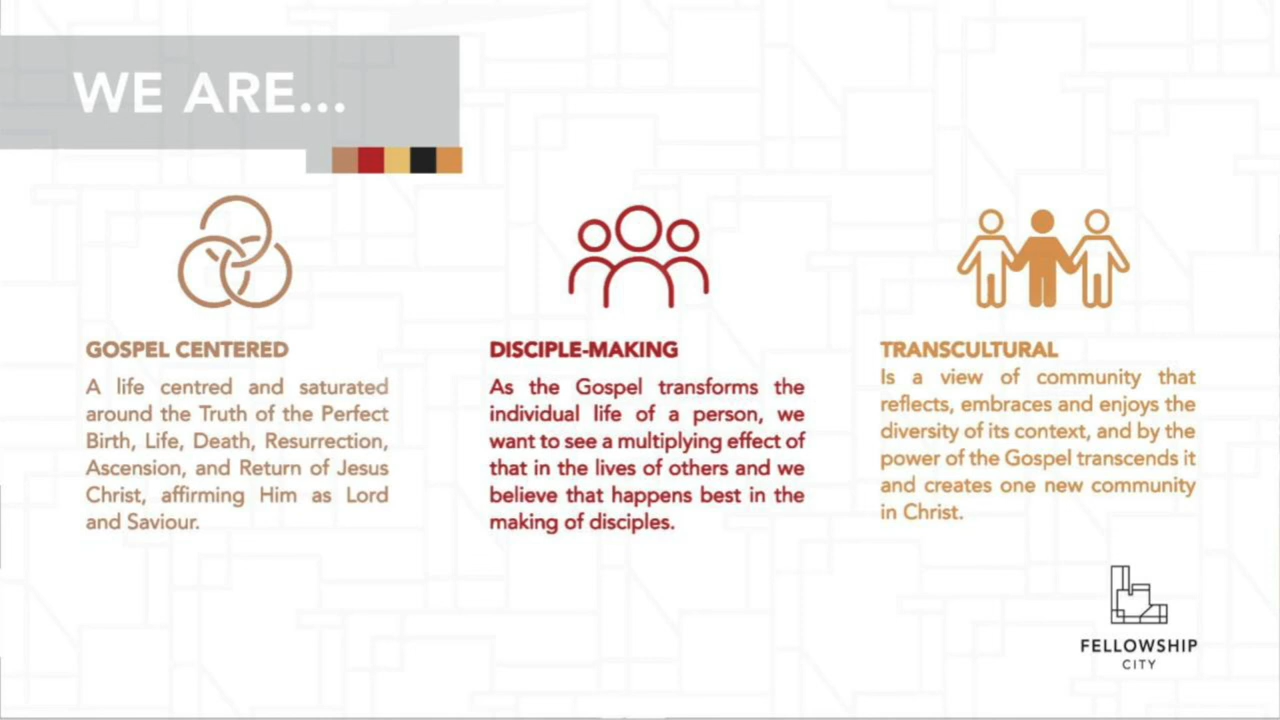 WE ARE...
GOSPEL CENTERED
A life centred and saturated
around the Truth of the Perfect
Birth, Life, Death, Resurrection,
Ascension, and Return of Jesus
Christ, affirming Him as Lord
and Saviour.
DISCIPLE-MAKING
As the Gospel transforms the
individual life of a person, we
want to see a multiplying effect of
that in the lives of others and we
believe that happens best in the
making of disciples.
TRANSCULTURAL
Is a view of community that
reflects, embraces and enjoys the
diversity of its context, and by the
power of the Gospel transcends it
and creates one new community
in Christ.
FELLOWSHIP
CITY